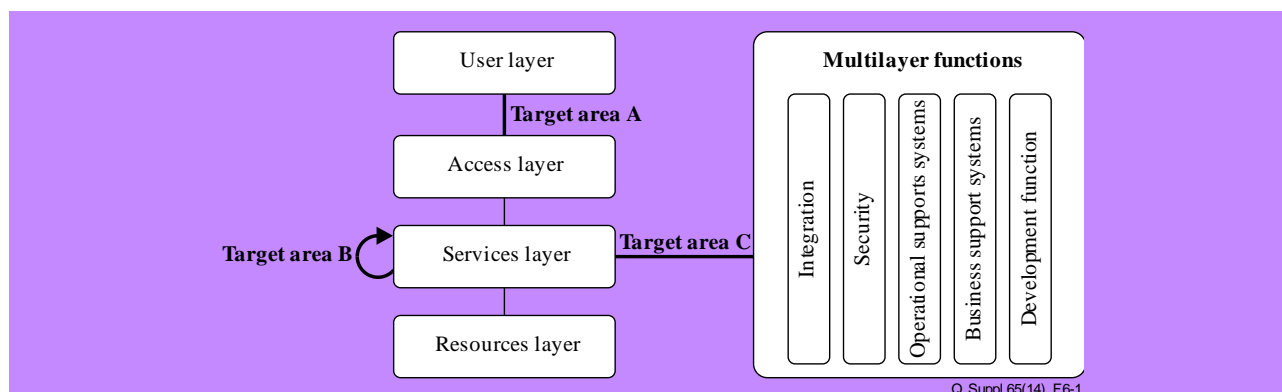 User layer
Multilayer functions
Target area A
Access layer
Target area B
Services layer
Target area C
Resources layer
Integration
Security
Operational supports systems
Business support systems
Development function
Q Suppl.65(14)_F6-1